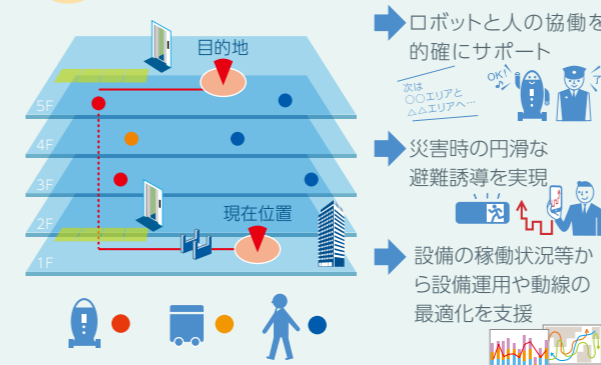 目的地
5F
4F
3F
2F
1F
現在位置
ロボットと人の協働を
的確にサポート
次は
○○エリアと
△△エリアへ…
OK!
災害時の円滑な
避難誘導を実現
設備の稼働状況等か
ら設備運用や動線の
最適化を支援